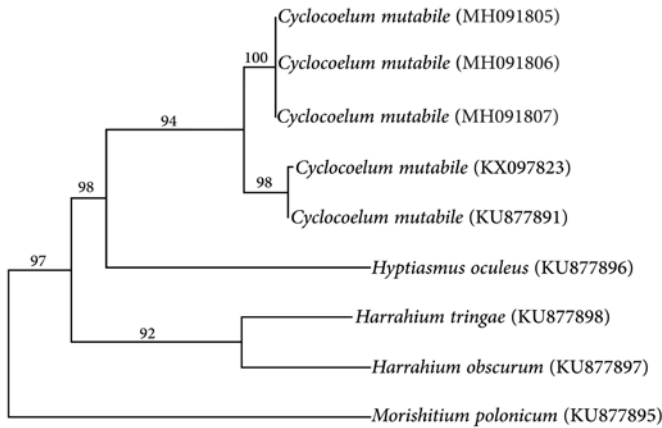 Cyclocoelum mutabile (MH091805)
100
Cyclocoelum mutabile (MH091806)
Cyclocoelum mutabile (MH091807)
94
Cyclocoelum mutabile (KX097823)
98
98
Cyclocoelum mutabile (KU877891)
97
Hyptiasmus oculeus (KU877896)
Harrahium tringae (KU877898)
92
Harrahium obscurum (KU877897)
Morishitium polonicum (KU877895)